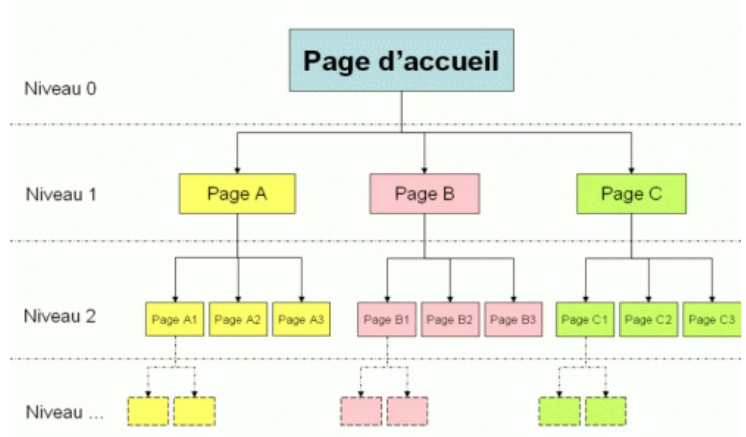 Page d'accueil
Niveau 0
Niveau 1
Page A
Page B
Page C
Niveau 2
Page A1
Page A2
Page A3
Page B1
Page B2
Page B3
Page C1
Page C2
Page C3
Niveau ...